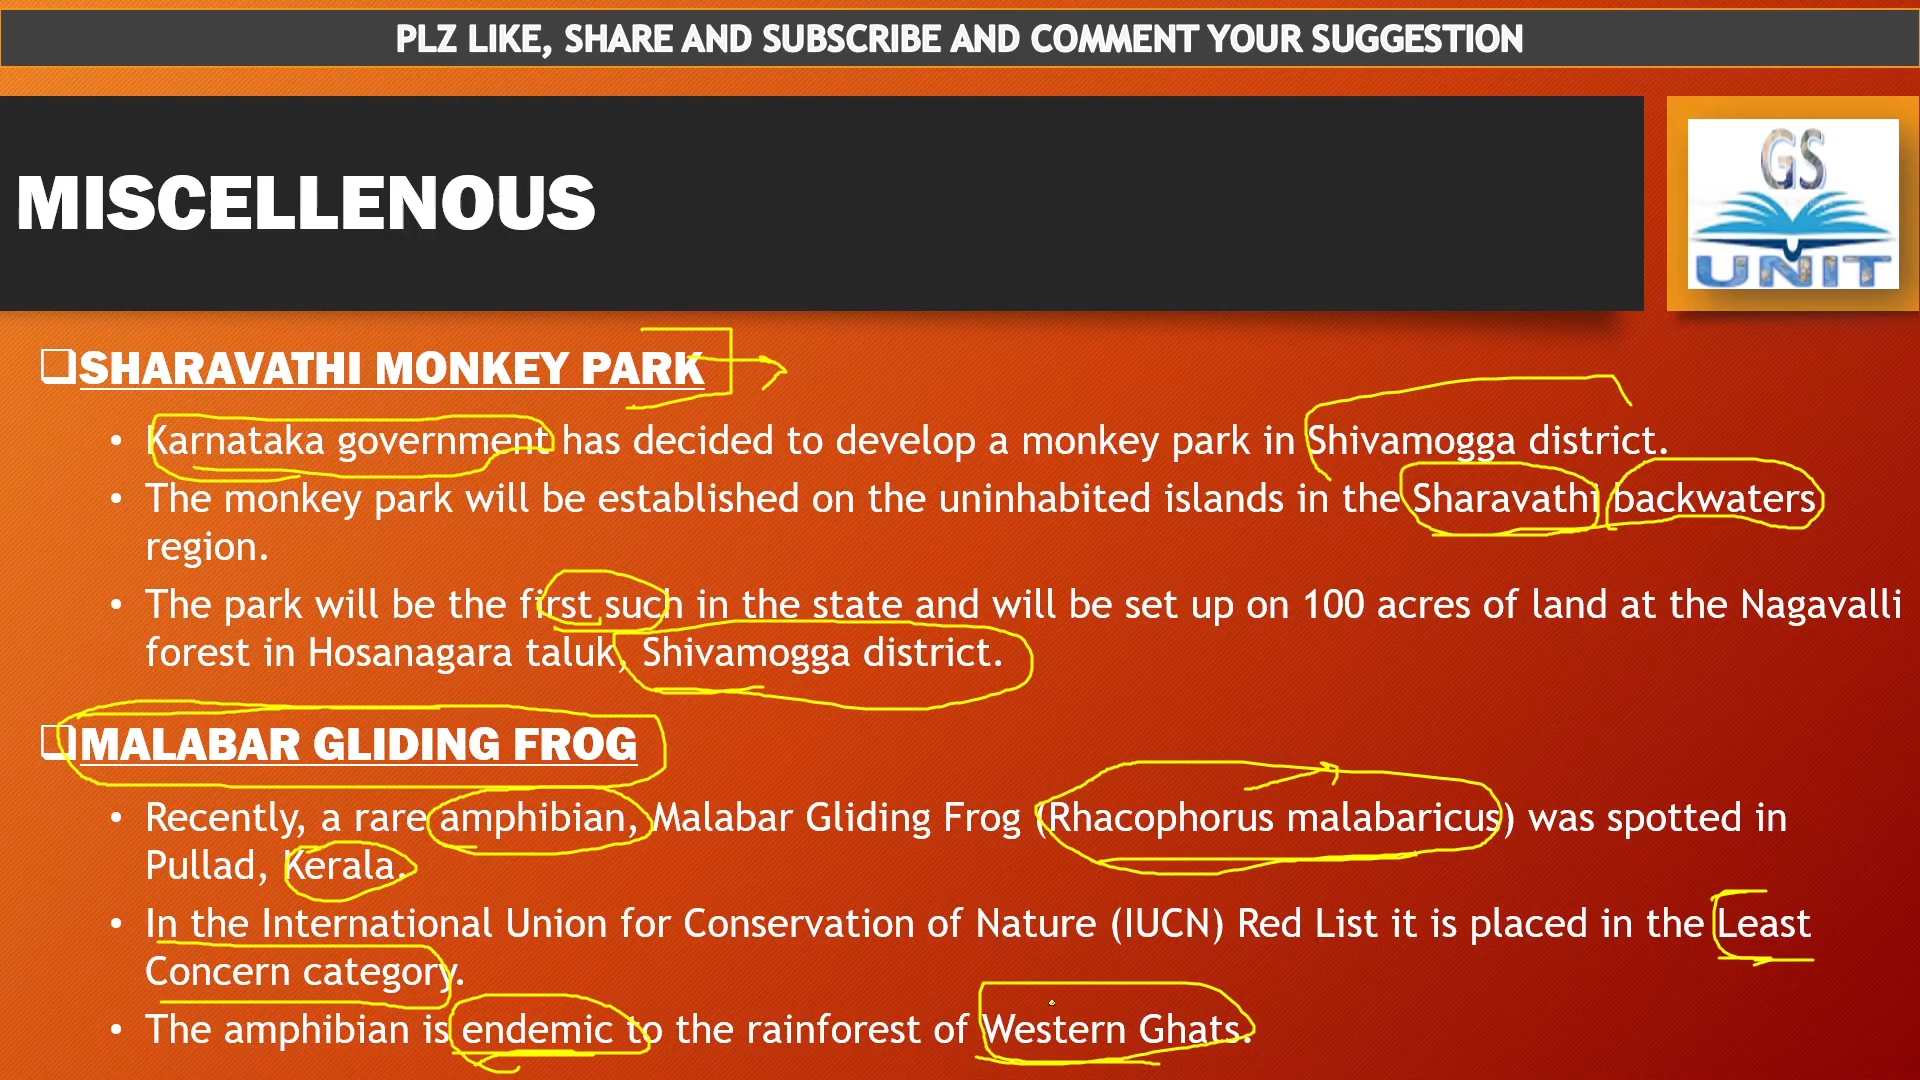 PLZ LIKE, SHARE AND SUBSCRIBE AND COMMENT YOUR SUGGESTION
MISCELLENOUS
GS
UNIT
SHARAVATHI MONKEY PARK
• Karnataka government has decided to develop a monkey park in Shivamogga district.
• The monkey park will be established on the uninhabited islands in the Sharavathi backwaters
region.
• The park will be the first such in the state and will be set up on 100 acres of land at the Nagavalli
forest in Hosanagara taluk, Shivamogga district.
MALABAR GLIDING FROG
• Recently, a rare amphibian, Malabar Gliding Frog (Rhacophorus malabaricus) was spotted in
Pullad, Kerala.
• In the International Union for Conservation of Nature (IUCN) Red List it is placed in the Least
Concern category.
• The amphibian is endemic to the rainforest of Western Ghats.